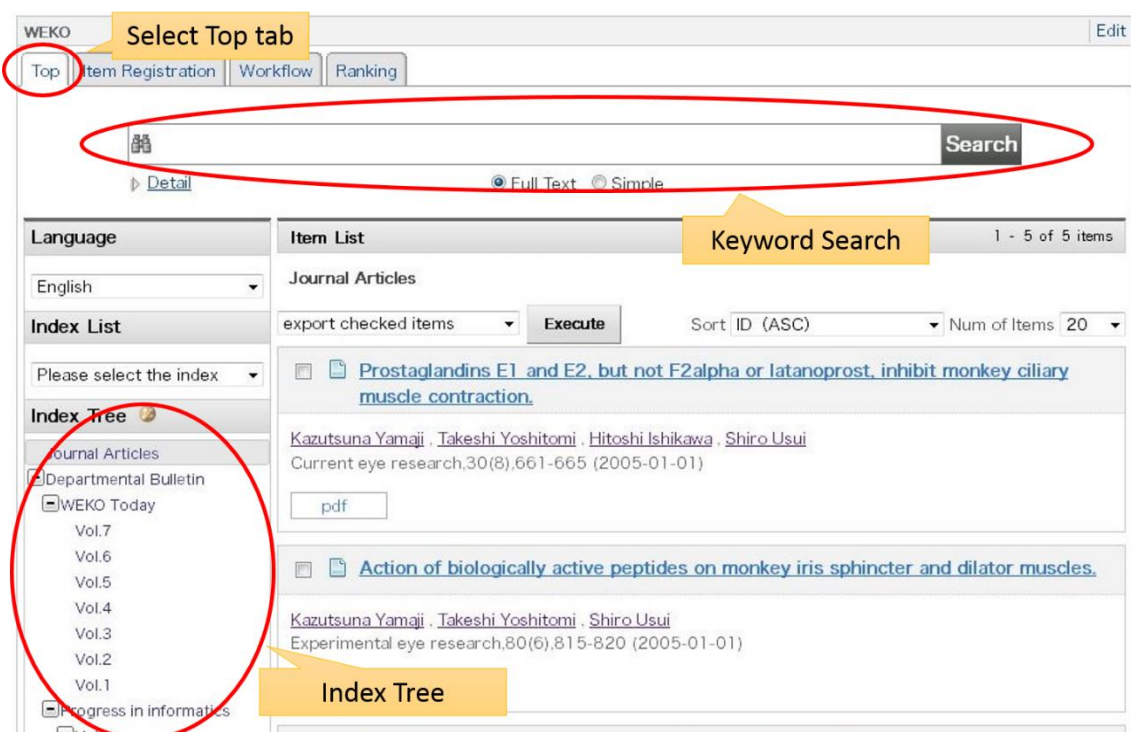 WEKO
Select Top tab
Edit
Top
Item Registration
Workflow
Ranking
Search
Detail
Full Text
Simple
Keyword Search
Language
English
Index List
Please select the index
Index Tree
Journal Articles
Departmental Bulletin
WEKO Today
Vol.7
Vol.6
Vol.5
Vol.4
Vol.3
Vol.2
Vol.1
Progress in informatics
Index Tree
Item List
1 - 5 of 5 items
Journal Articles
export checked items
Execute
Sort ID (ASC)
Num of Items 20
Prostaglandins E1 and E2, but not F2alpha or latanoprost, inhibit monkey ciliary
muscle contraction.
Kazutsuna Yamaji , Takeshi Yoshitomi , Hitoshi Ishikawa , Shiro Usui
Current eye research,30(8),661-665 (2005-01-01)
pdf
Action of biologically active peptides on monkey iris sphincter and dilator muscles.
Kazutsuna Yamaji , Takeshi Yoshitomi , Shiro Usui
Experimental eye research,80(6),815-820 (2005-01-01)